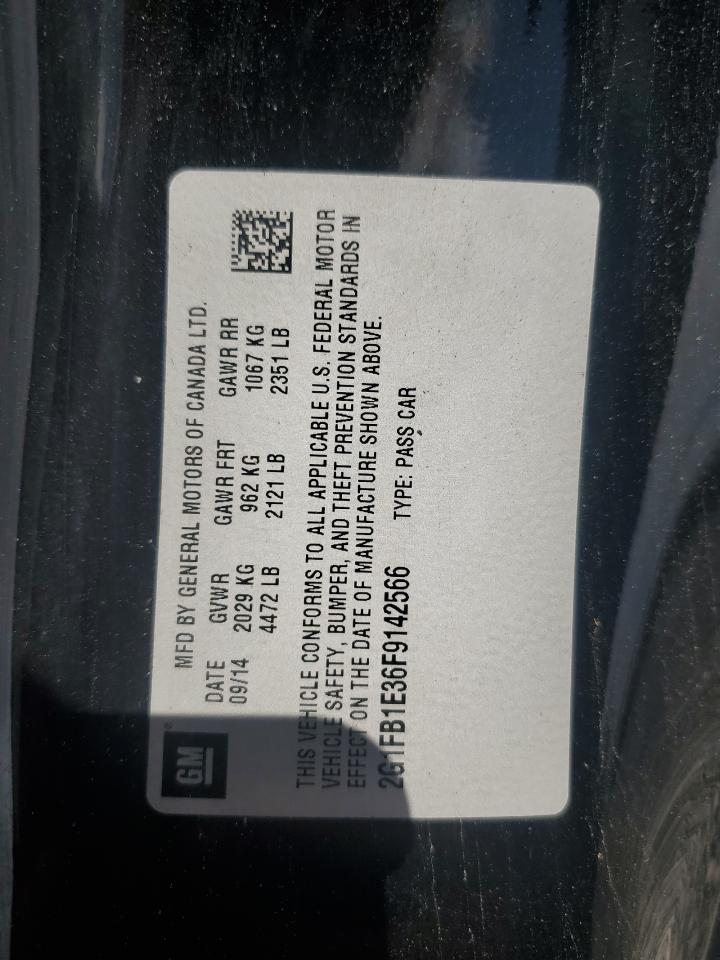 GM®
MFD BY GENERAL MOTORS OF CANADA LTD.
DATE GVWR GAWR FRT GAWR RR
09/14 2029 KG 962 KG 1067 KG
4472 LB 2121 LB 2351 LB
THIS VEHICLE CONFORMS TO ALL APPLICABLE U.S. FEDERAL MOTOR
VEHICLE SAFETY, BUMPER, AND THEFT PREVENTION STANDARDS IN
EFFECT ON THE DATE OF MANUFACTURE SHOWN ABOVE.
2G1FB1E36F9142566 TYPE: PASS CAR